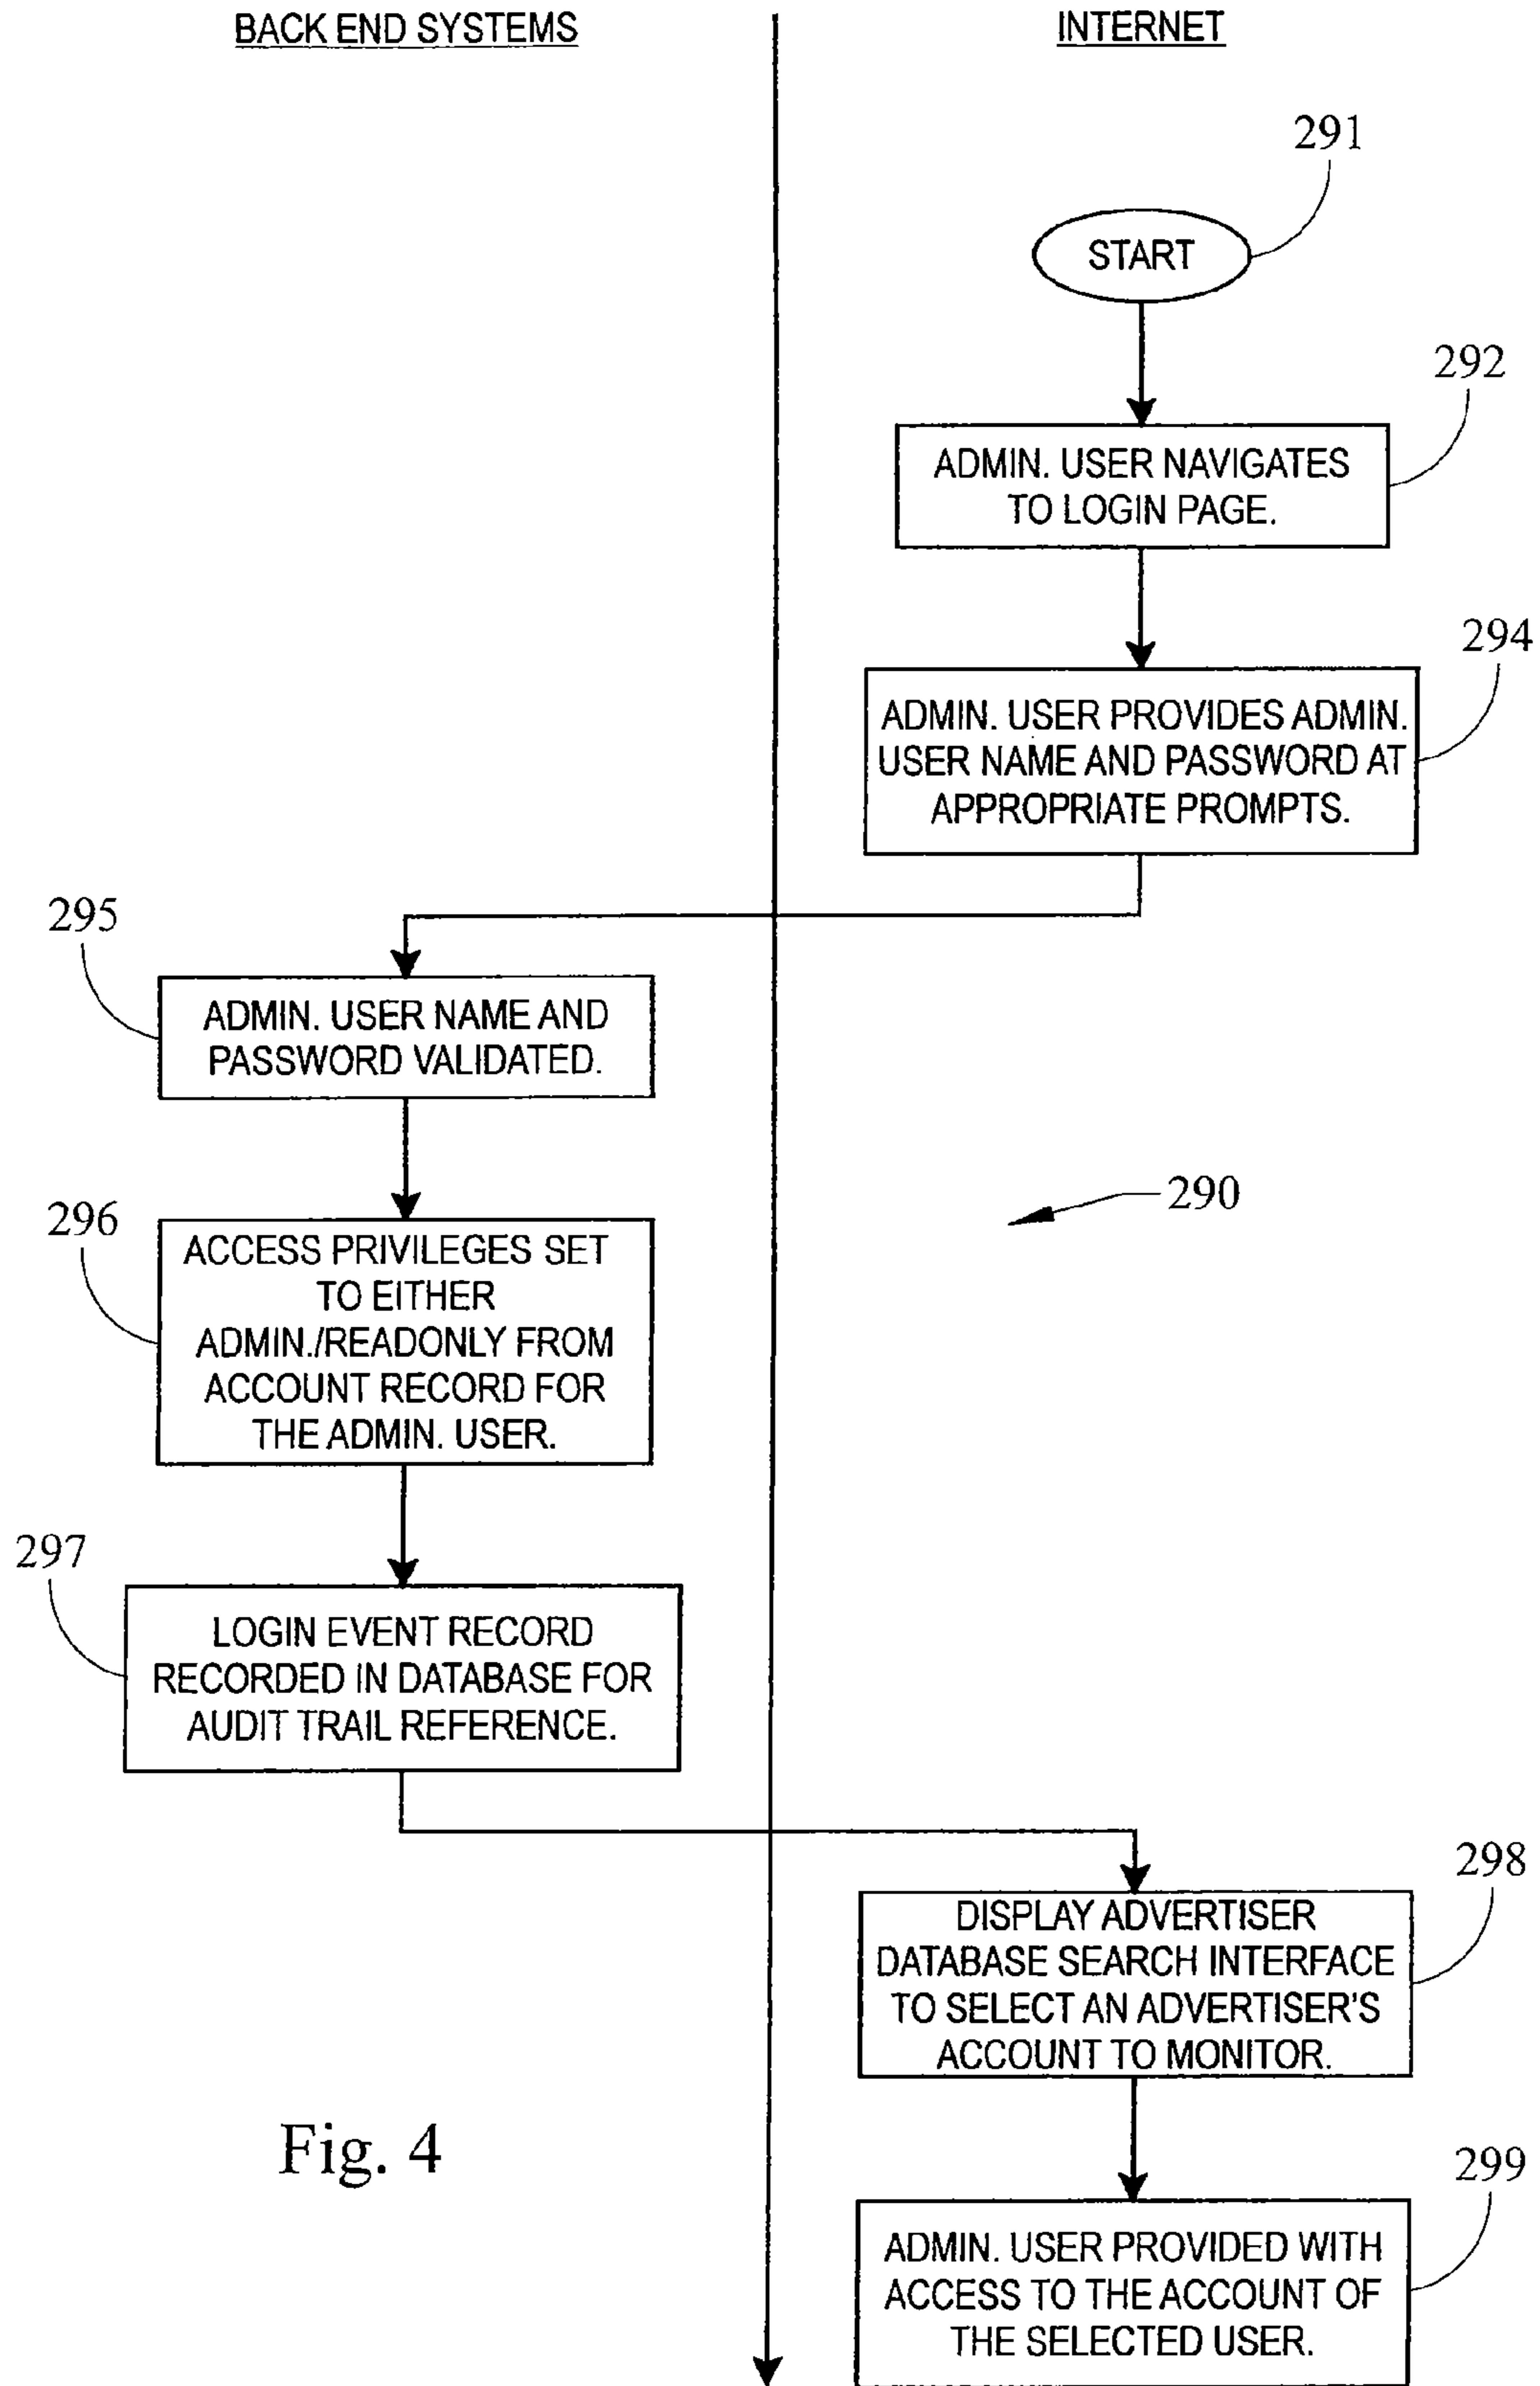 BACK END SYSTEMS
INTERNET
291
START
292
ADMIN. USER NAVIGATES
TO LOGIN PAGE.
294
ADMIN. USER PROVIDES ADMIN.
USER NAME AND PASSWORD AT
APPROPRIATE PROMPTS.
295
ADMIN. USER NAME AND
PASSWORD VALIDATED.
290
296
ACCESS PRIVILEGES SET
TO EITHER
ADMIN./READONLY FROM
ACCOUNT RECORD FOR
THE ADMIN. USER.
297
LOGIN EVENT RECORD
RECORDED IN DATABASE FOR
AUDIT TRAIL REFERENCE.
298
DISPLAY ADVERTISER
DATABASE SEARCH INTERFACE
TO SELECT AN ADVERTISER'S
ACCOUNT TO MONITOR.
Fig. 4
299
ADMIN. USER PROVIDED WITH
ACCESS TO THE ACCOUNT OF
THE SELECTED USER.